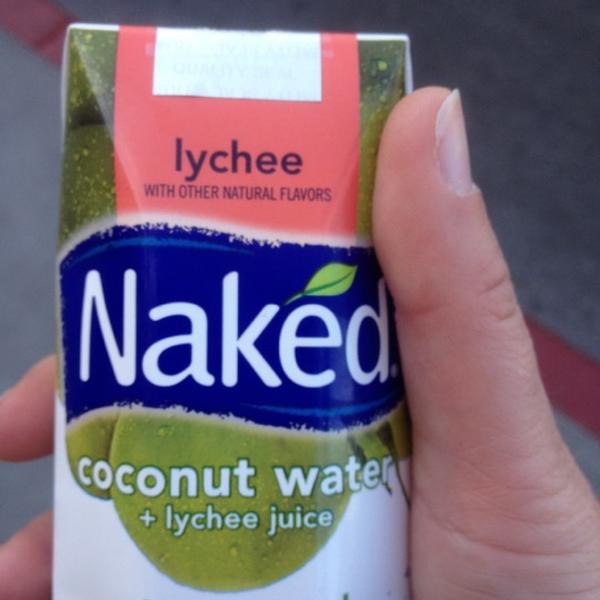 lychee
WITH OTHER NATURAL FLAVORS
Naked
coconut water
+ lychee juice